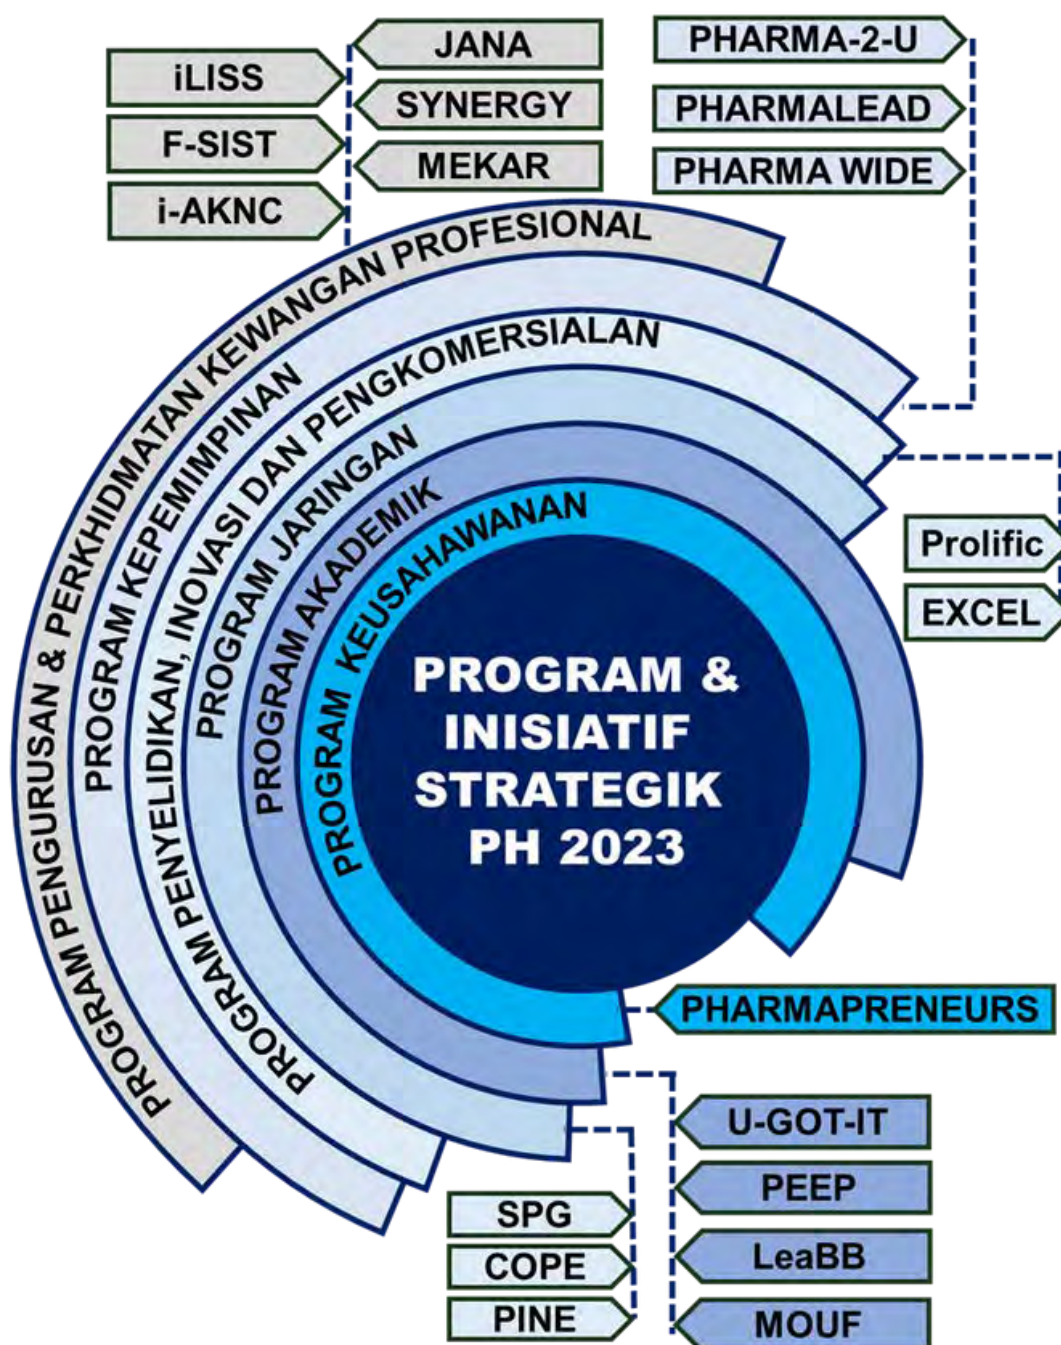 JANA
iLISS
SYNERGY
F-SIST
MEKAR
i-AKNC
PHARMA-2-U
PHARMALEAD
PHARMA WIDE
PROGRAM PENGURUSAN & PERKHIDMATAN KEWANGAN PROFESIONAL
PROGRAM KEPEMIMPINAN
PROGRAM PENYELIDIKAN, INOVASI DAN PENGKOMERSIALAN
PROGRAM JARINGAN
PROGRAM AKADEMIK
PROGRAM KEUSAHAWANAN
PROGRAM &
INISIATIF
STRATEGIK
PH 2023
Prolific
EXCEL
PHARMAPRENEURS
U-GOT-IT
PEEP
LeaBB
MOUF
SPG
COPE
PINE